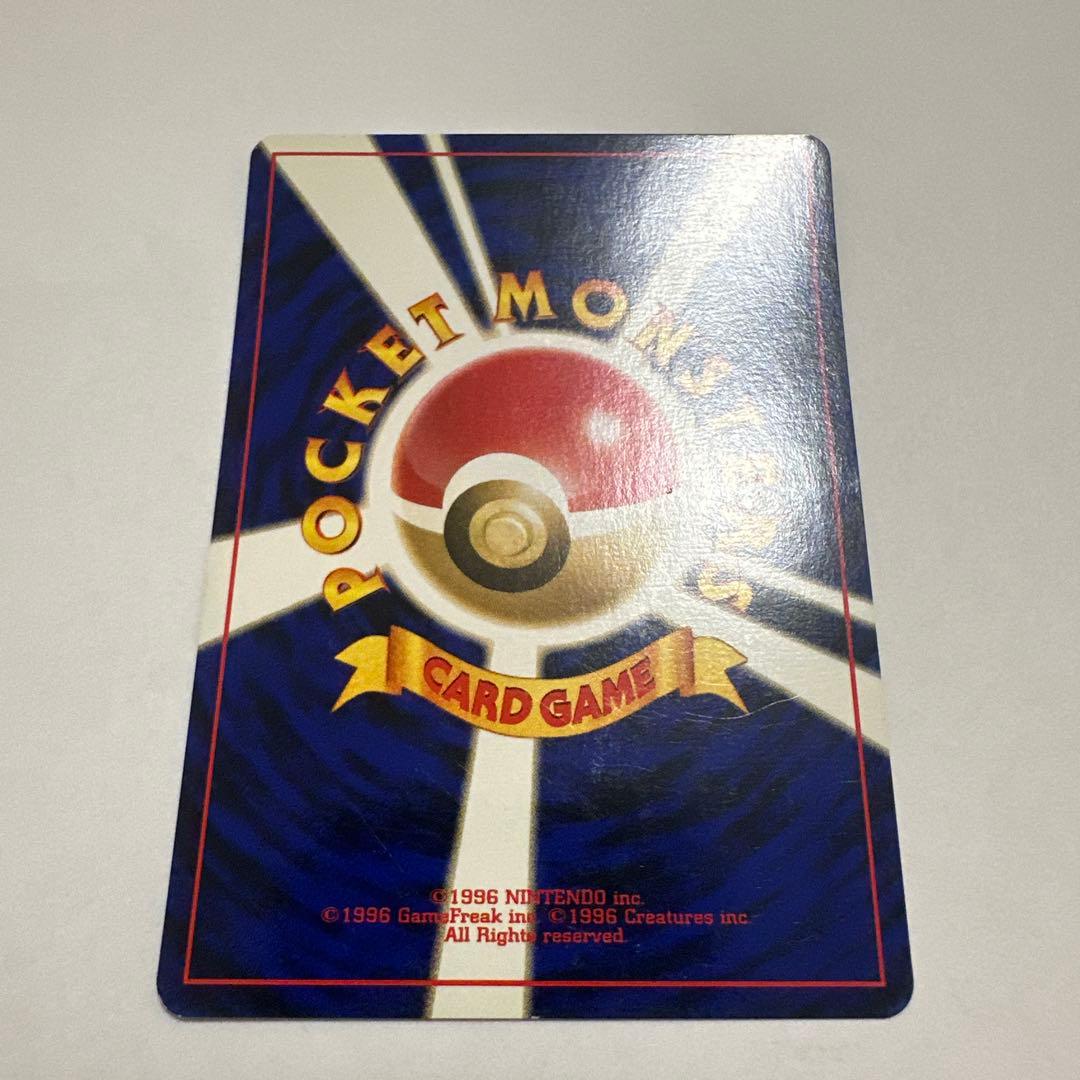 POCKET MONSTERS
CARD GAME
©1996 NINTENDO inc.
©1996 GameFreak inc. ©1996 Creatures inc.
All Rights reserved.